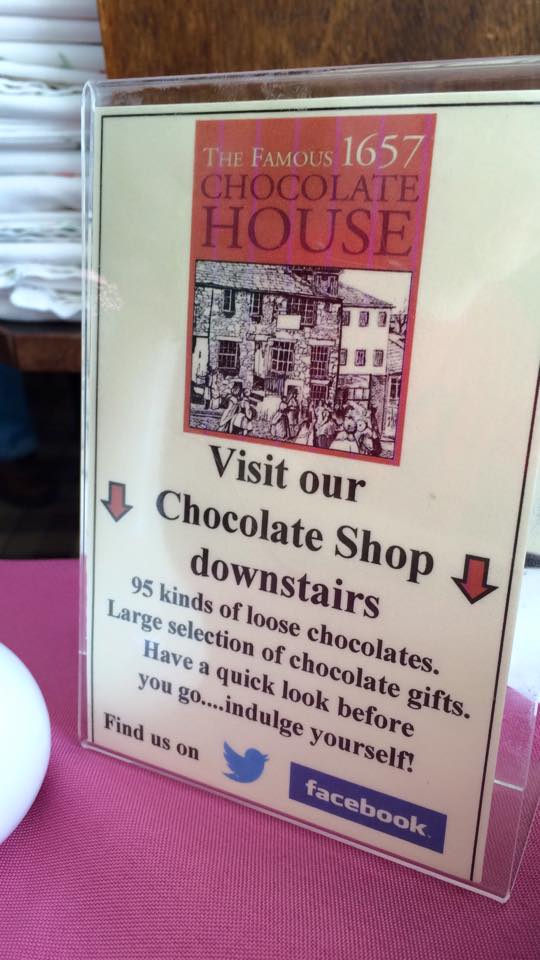 THE FAMOUS 1657
CHOCOLATE
HOUSE
Visit our
Chocolate Shop
downstairs
95 kinds of loose chocolates.
Large selection of chocolate gifts.
Have a quick look before
you go....indulge yourself!
Find us on
facebook